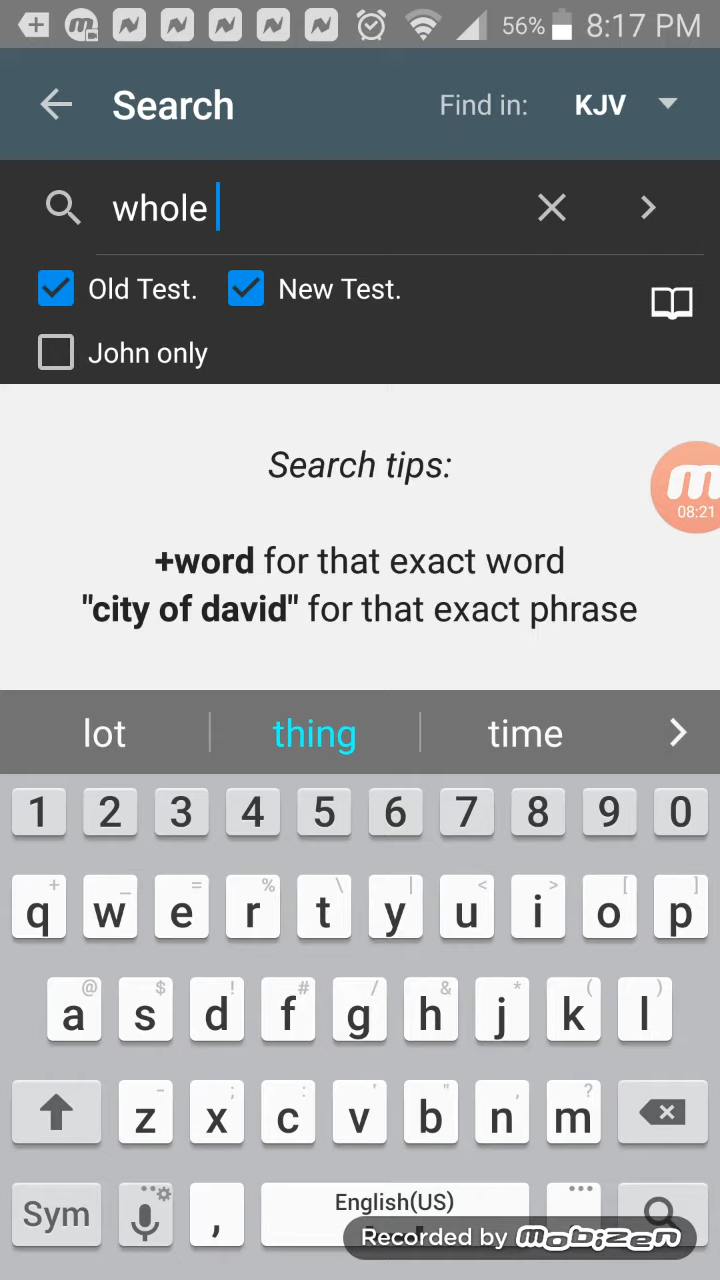 56% 8:17 PM
Search Find in: KJV
whole
Old Test. New Test.
John only
Search tips:
m
08:21
+word for that exact word
"city of david" for that exact phrase
lot thing time
1 2 3 4 5 6 7 8 9 0
+ _ = % \ | < > [ ]
q w e r t y u i o p
@ $ ! # / & * ( )
a s d f g h j k l
- ; : ' " , ?
z x c v b n m
Sym , English(US)
Recorded by mobizen